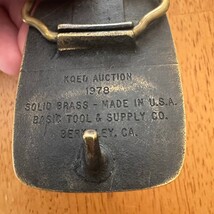 KQED AUCTION
1978
SOLID BRASS - MADE IN U.S.A.
BASIC TOOL & SUPPLY CO.
BERKELEY, CA.